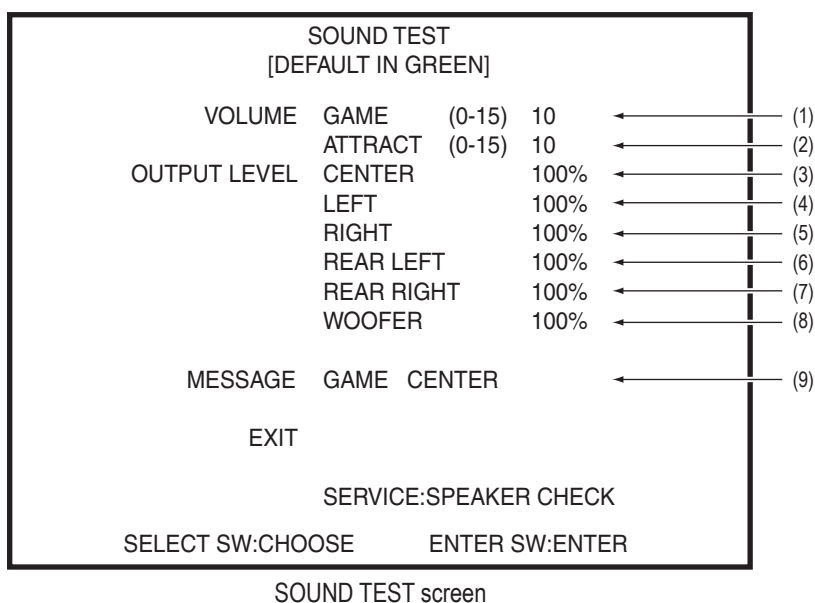 SOUND TEST
[DEFAULT IN GREEN]
VOLUME GAME (0-15) 10 (1)
ATTRACT (0-15) 10 (2)
OUTPUT LEVEL CENTER 100% (3)
LEFT 100% (4)
RIGHT 100% (5)
REAR LEFT 100% (6)
REAR RIGHT 100% (7)
WOOFER 100% (8)
MESSAGE GAME CENTER (9)
EXIT
SERVICE:SPEAKER CHECK
SELECT SW:CHOOSE ENTER SW:ENTER
SOUND TEST screen